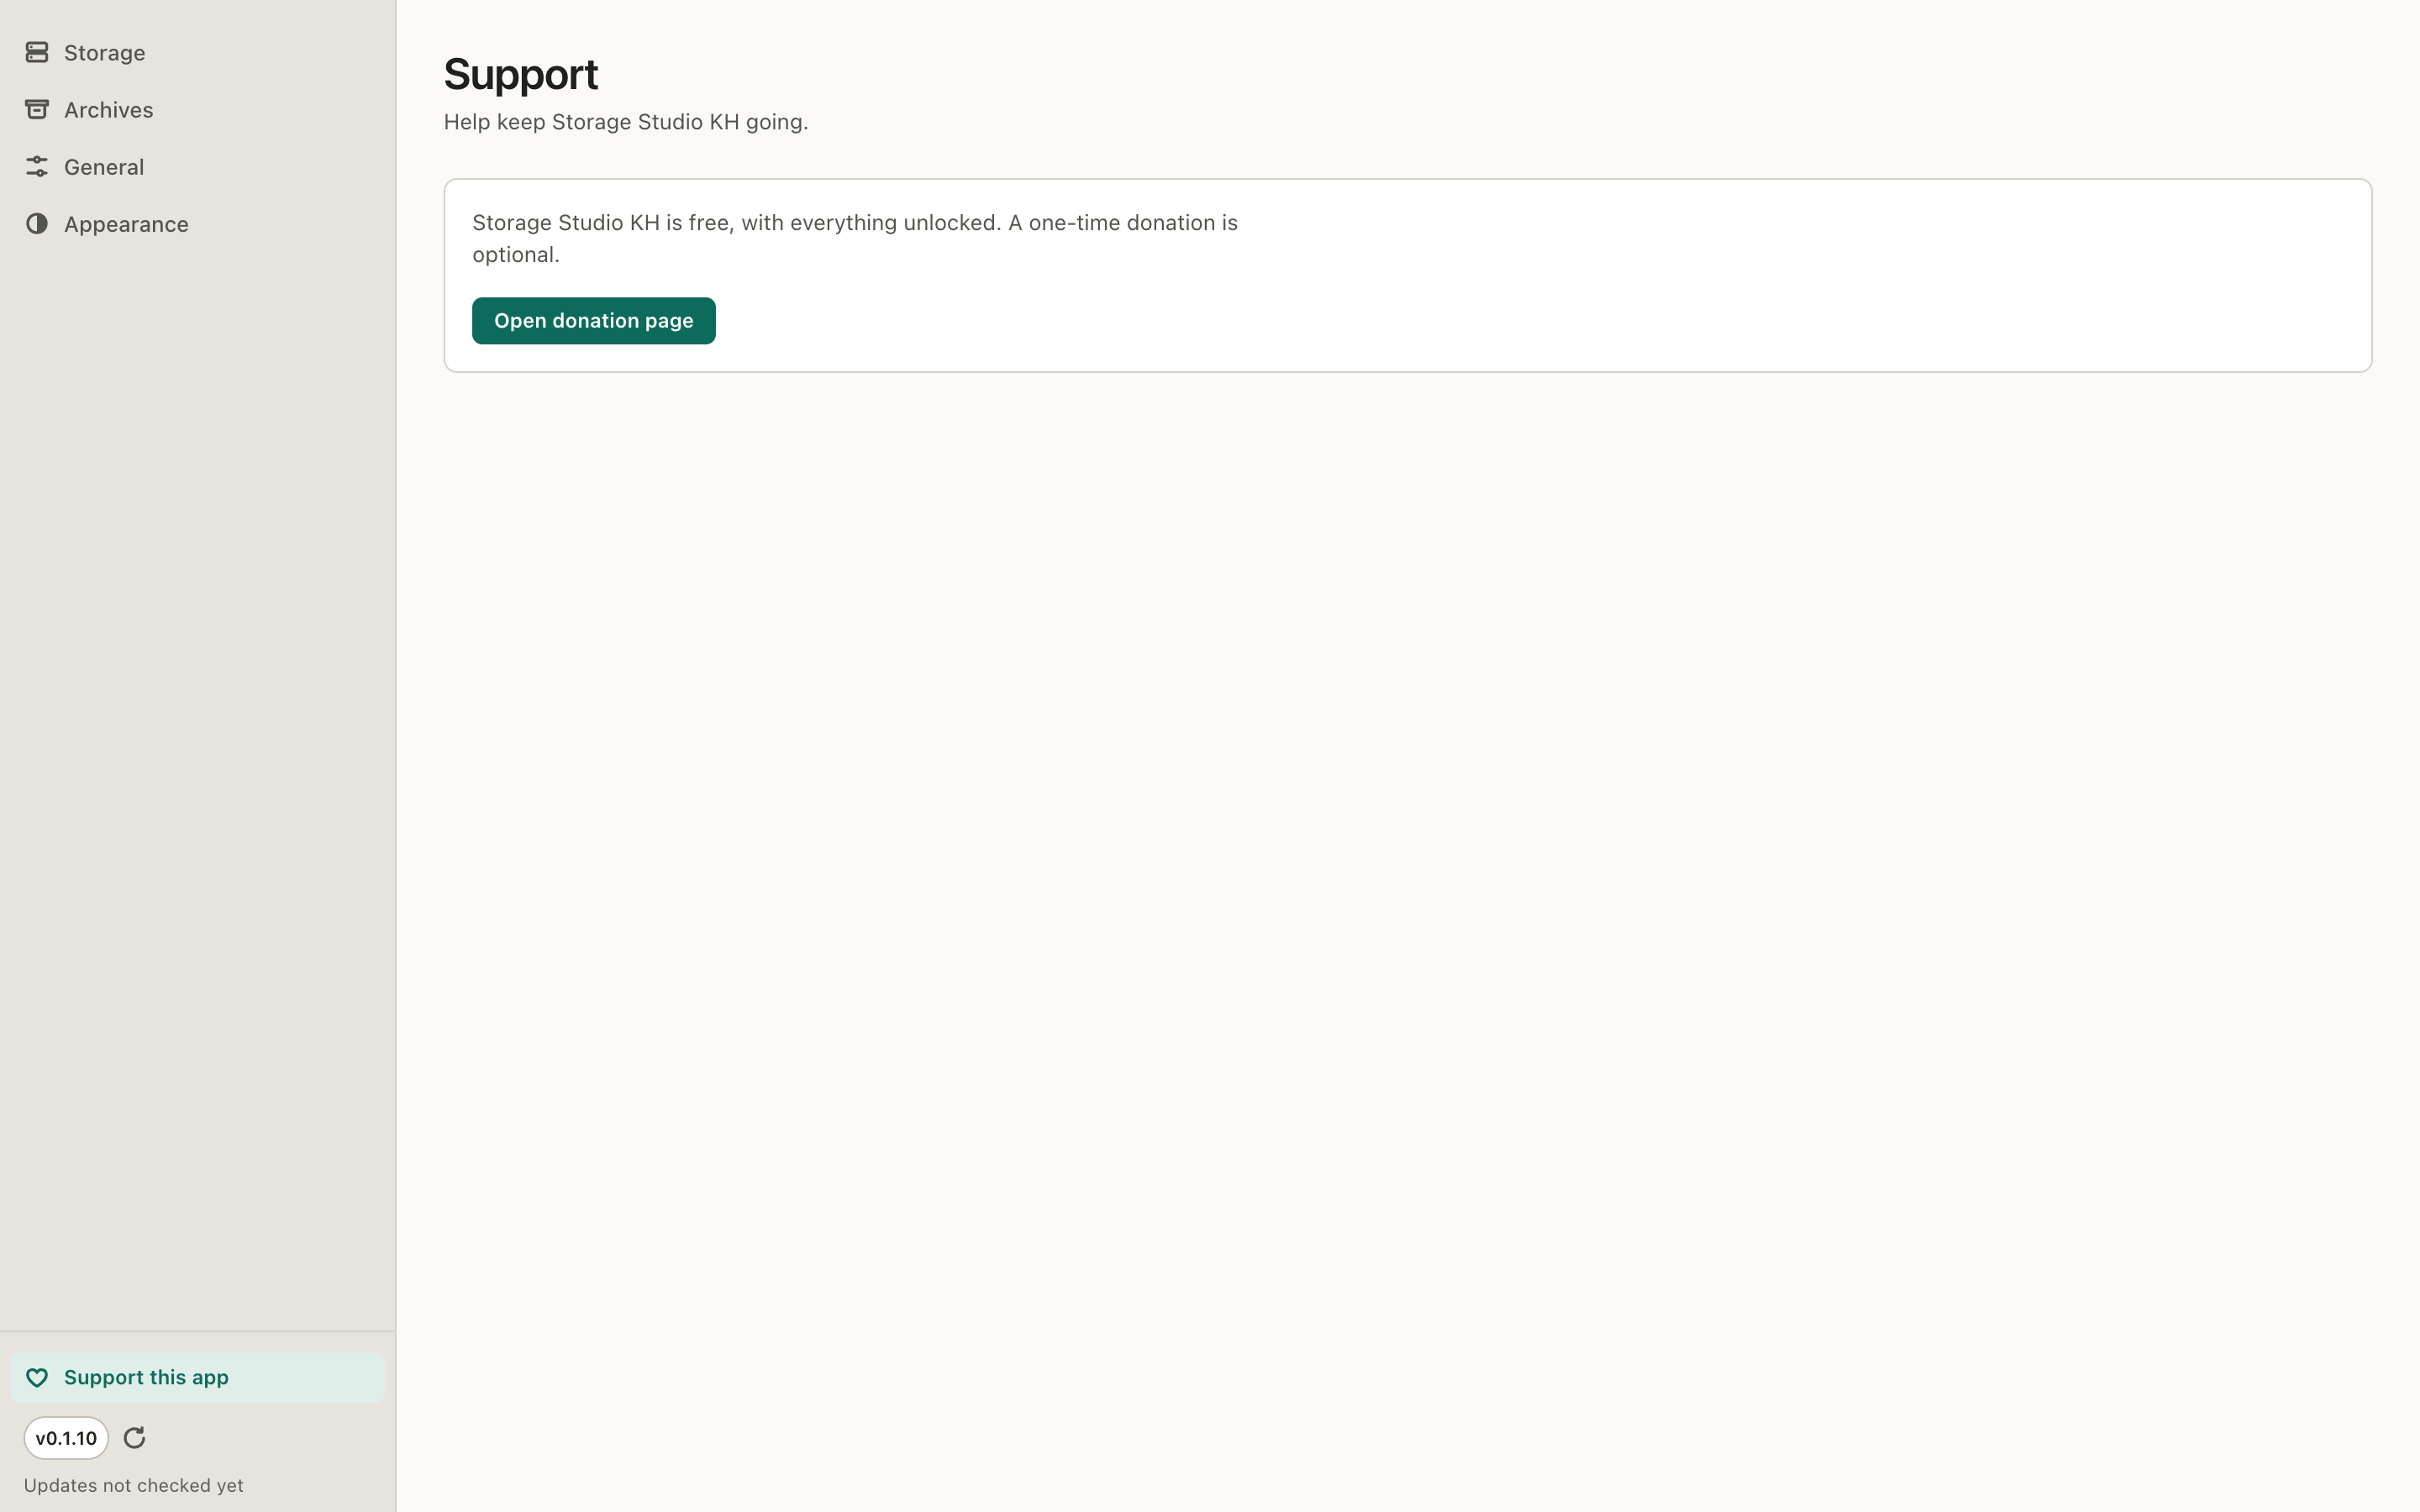 Storage
Archives
General
Appearance
Support this app
v0.1.10
Updates not checked yet
Support
Help keep Storage Studio KH going.
Storage Studio KH is free, with everything unlocked. A one-time donation is
optional.
Open donation page